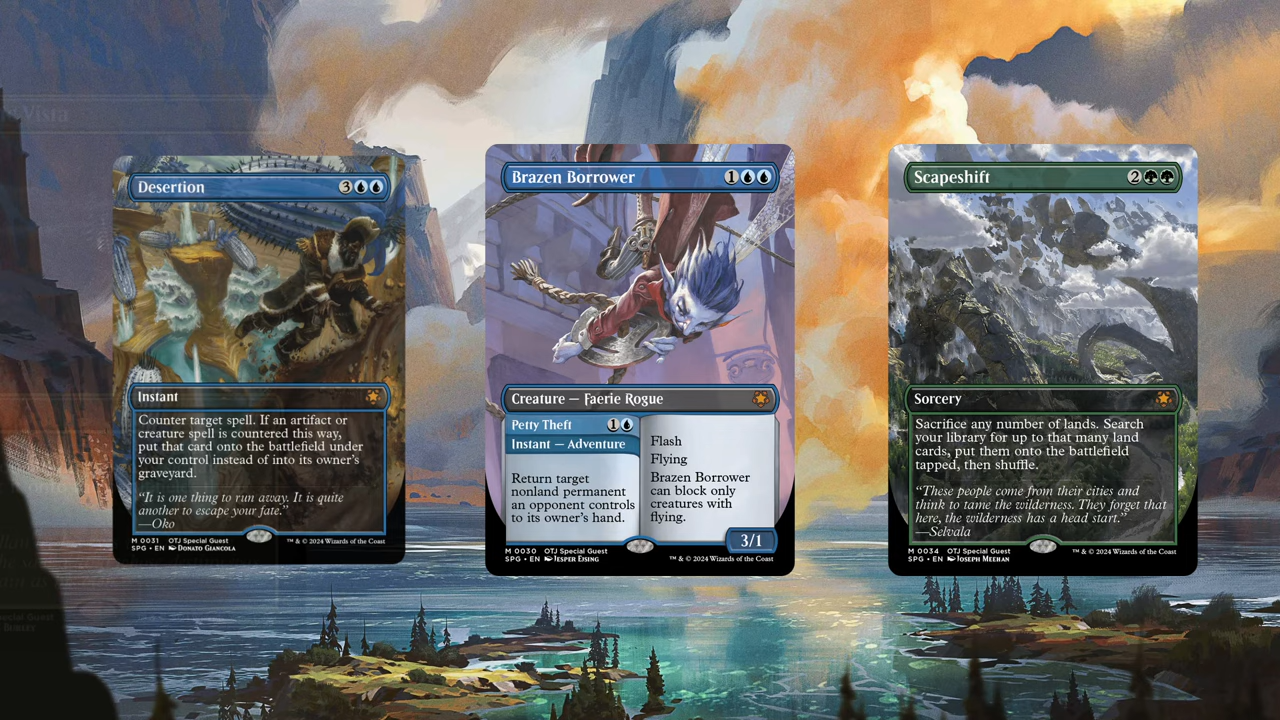 Vista
Desertion 3
Instant
Counter target spell. If an artifact or
creature spell is countered this way,
put that card onto the battlefield under
your control instead of into its owner's
graveyard.
"It is one thing to run away. It is quite
another to escape your fate."
—Oko
M 0031 OTJ Special Guest
SPG • EN Donato Giancola ™ & © 2024 Wizards of the Coast
Brazen Borrower 1
Creature — Faerie Rogue
Petty Theft 1
Instant — Adventure
Return target
nonland permanent
an opponent controls
to its owner's hand.
Flash
Flying
Brazen Borrower
can block only
creatures with
flying.
3/1
M 0030 OTJ Special Guest
SPG • EN Jesper Ejsing ™ & © 2024 Wizards of the Coast
Scapeshift 2
Sorcery
Sacrifice any number of lands. Search
your library for up to that many land
cards, put them onto the battlefield
tapped, then shuffle.
"These people come from their cities and
think to tame the wilderness. They forget that
here, the wilderness has a head start."
—Selvala
M 0034 OTJ Special Guest
SPG • EN Joseph Meehan ™ & © 2024 Wizards of the Coast